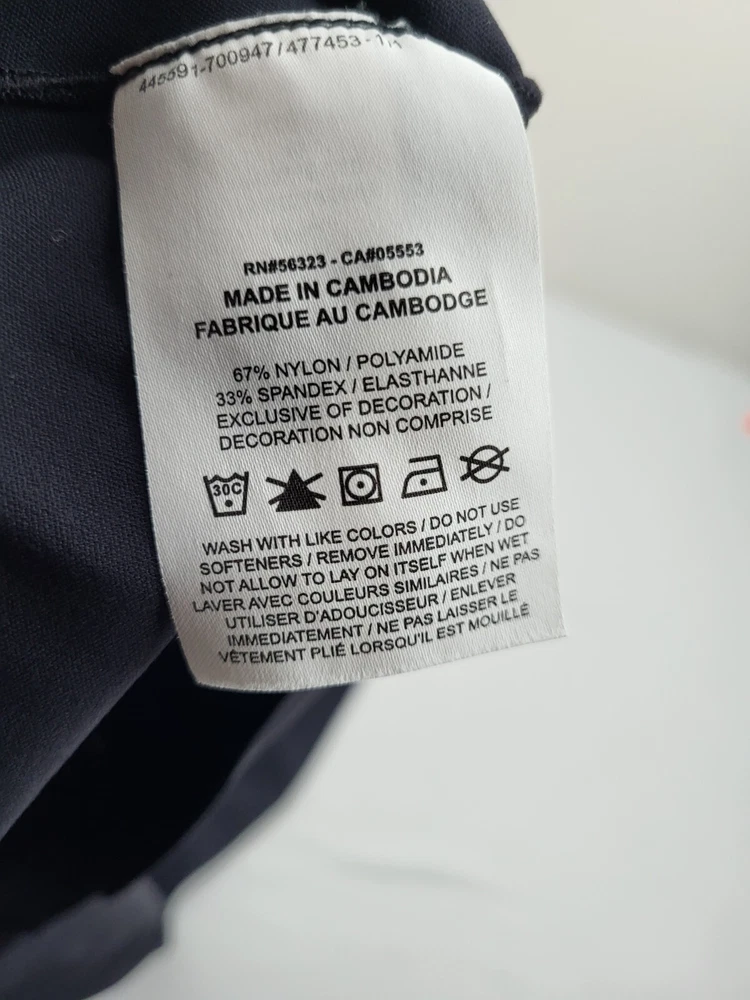 445591-700947/477453-1
RN#56323 - CA#05553
MADE IN CAMBODIA
FABRIQUE AU CAMBODGE
67% NYLON / POLYAMIDE
33% SPANDEX / ELASTHANNE
EXCLUSIVE OF DECORATION /
DECORATION NON COMPRISE
30C
WASH WITH LIKE COLORS / DO NOT USE
SOFTENERS / REMOVE IMMEDIATELY / DO
NOT ALLOW TO LAY ON ITSELF WHEN WET
LAVER AVEC COULEURS SIMILAIRES / NE PAS
UTILISER D'ADOUCISSEUR / ENLEVER
IMMEDIATEMENT / NE PAS LAISSER LE
VÊTEMENT PLIÉ LORSQU'IL EST MOUILLÉ